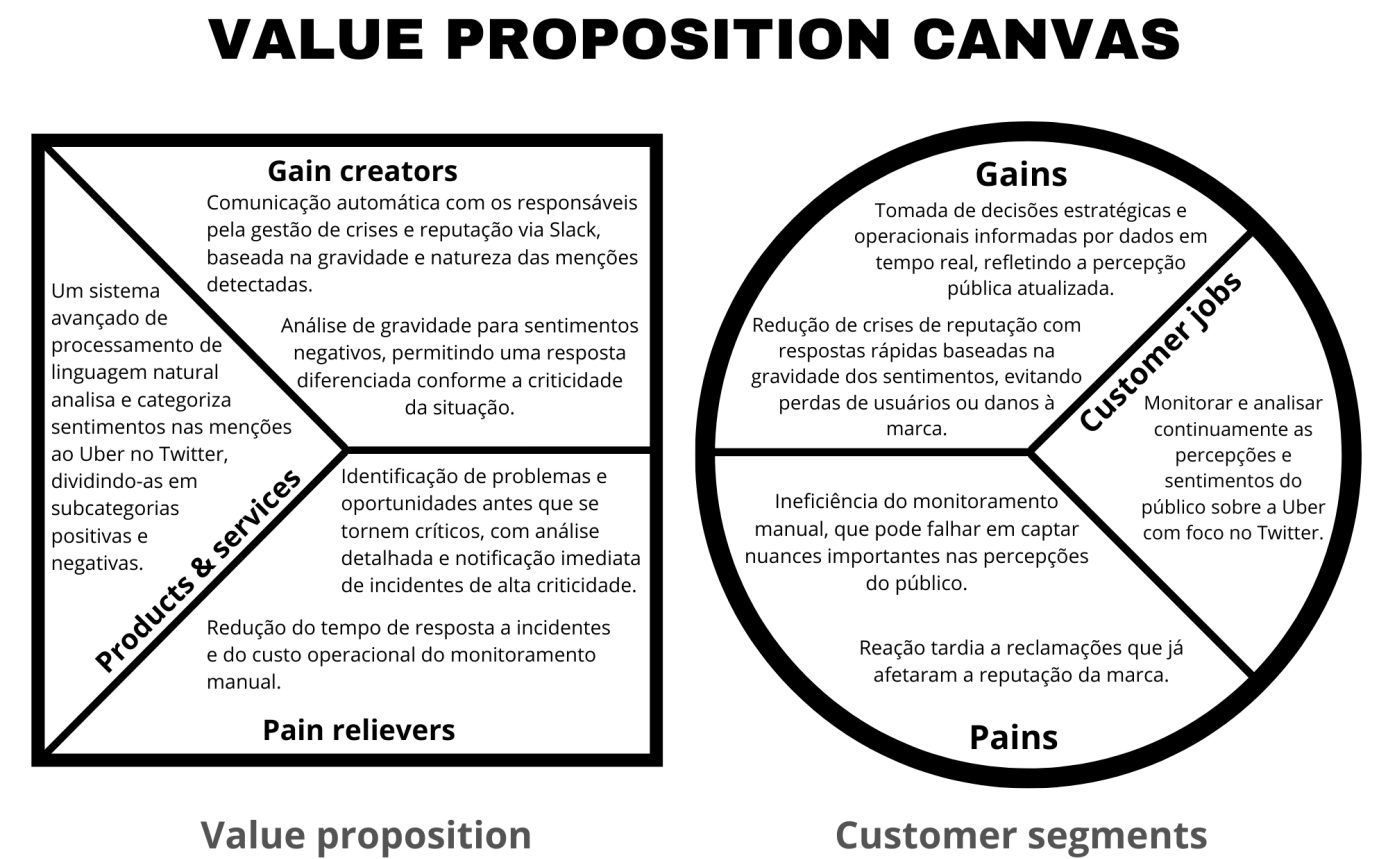 VALUE PROPOSITION CANVAS
Gain creators
Comunicação automática com os responsáveis
pela gestão de crises e reputação via Slack,
baseada na gravidade e natureza das menções
detectadas.
Análise de gravidade para sentimentos
negativos, permitindo uma resposta
diferenciada conforme a criticidade
da situação.
Um sistema
avançado de
processamento de
linguagem natural
analisa e categoriza
sentimentos nas menções
ao Uber no Twitter,
dividindo-as em
subcategorias
positivas e
negativas.
Products & services
Identificação de problemas e
oportunidades antes que se
tornem críticos, com análise
detalhada e notificação imediata
de incidentes de alta criticidade.
Redução do tempo de resposta a incidentes
e do custo operacional do monitoramento
manual.
Pain relievers
Value proposition
Gains
Tomada de decisões estratégicas e
operacionais informadas por dados em
tempo real, refletindo a percepção
pública atualizada.
Redução de crises de reputação com
respostas rápidas baseadas na
gravidade dos sentimentos, evitando
perdas de usuários ou danos à
marca.
Customer jobs
Monitorar e analisar
continuamente as
percepções e
sentimentos do
público sobre a Uber
com foco no Twitter.
Ineficiência do monitoramento
manual, que pode falhar em captar
nuances importantes nas percepções
do público.
Reação tardia a reclamações que já
afetaram a reputação da marca.
Pains
Customer segments